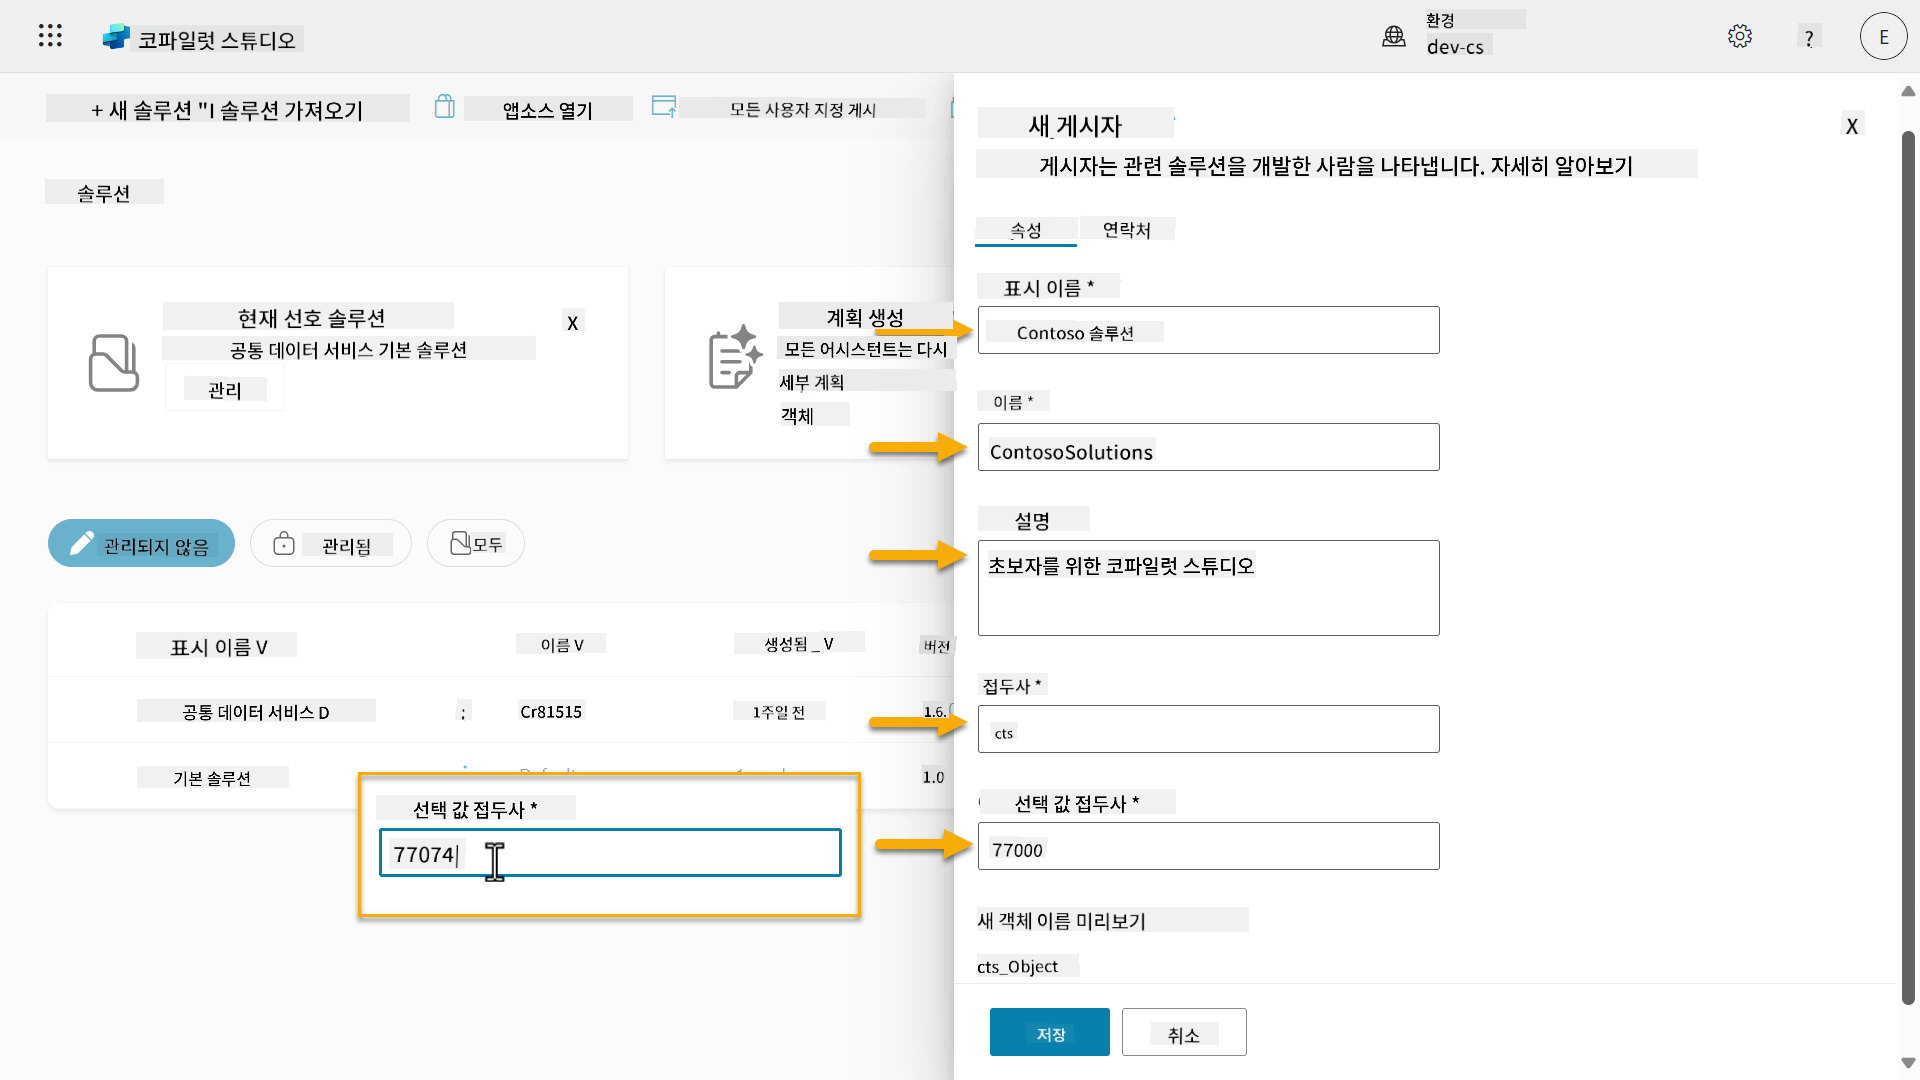 코파일럿 스튜디오
환경
dev-cs
?
E
+ 새 솔루션 "I 솔루션 가져오기
앱소스 열기
모든 사용자 지정 게시
솔루션
현재 선호 솔루션
X
공통 데이터 서비스 기본 솔루션
관리
계획 생성
모든 어시스턴트는 다시
세부 계획
객체
관리되지 않음
관리됨
모두
표시 이름 V
이름 V
생성됨 _ V
버전
공통 데이터 서비스 D
:
Cr81515
1주일 전
1.6.
기본 솔루션
1.0
선택 값 접두사 *
77074
새 게시자
X
게시자는 관련 솔루션을 개발한 사람을 나타냅니다. 자세히 알아보기
속성
연락처
표시 이름 *
Contoso 솔루션
이름 *
ContosoSolutions
설명
초보자를 위한 코파일럿 스튜디오
접두사 *
cts
선택 값 접두사 *
77000
새 객체 이름 미리보기
cts_Object
저장
취소